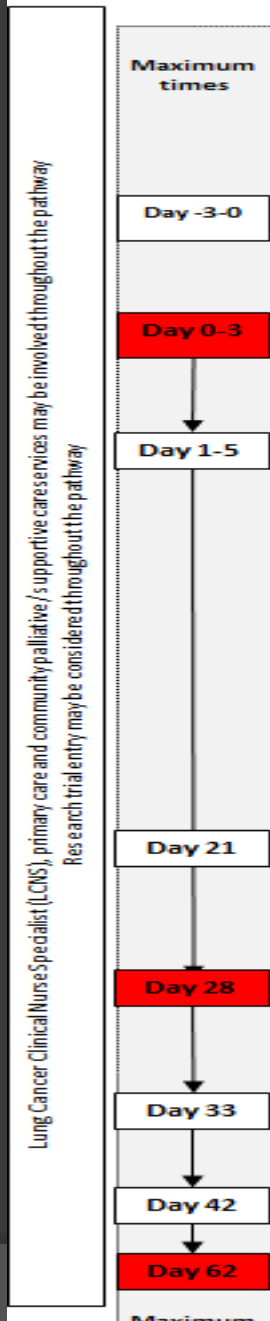 Lung Cancer Clinical Nurse Specialist (LCNS), primary care and community palliative / supportive care services may be involved throughout the pathway
Research trial entry may be considered throughout the pathway
Maximum
times
Day -3-0
Day 0-3
Day 1-5
Day 21
Day 28
Day 33
Day 42
Day 62
Maximum